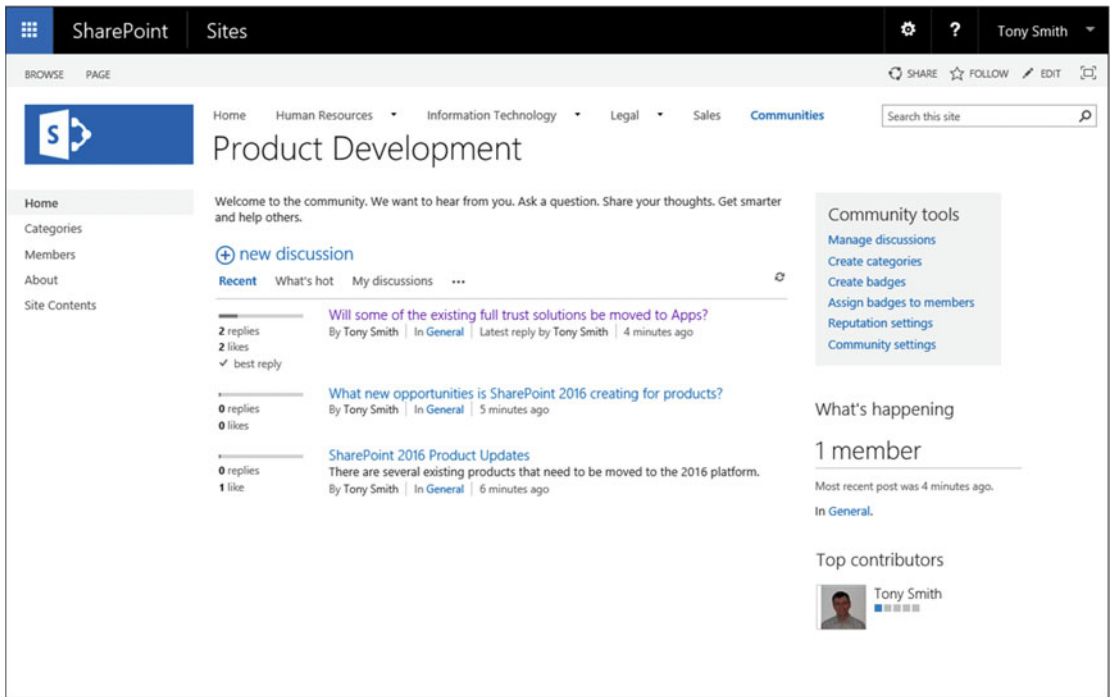 SharePoint Sites ? Tony Smith
BROWSE PAGE SHARE FOLLOW EDIT
S
Home Human Resources Information Technology Legal Sales Communities Search this site
Product Development
Home
Categories
Members
About
Site Contents
Welcome to the community. We want to hear from you. Ask a question. Share your thoughts. Get smarter
and help others.
new discussion
Recent What's hot My discussions •••
Will some of the existing full trust solutions be moved to Apps?
By Tony Smith | In General | Latest reply by Tony Smith | 4 minutes ago
2 replies
2 likes
✓ best reply
What new opportunities is SharePoint 2016 creating for products?
By Tony Smith | In General | 5 minutes ago
0 replies
0 likes
SharePoint 2016 Product Updates
There are several existing products that need to be moved to the 2016 platform.
By Tony Smith | In General | 6 minutes ago
0 replies
1 like
Community tools
Manage discussions
Create categories
Create badges
Assign badges to members
Reputation settings
Community settings
What's happening
1 member
Most recent post was 4 minutes ago.
In General.
Top contributors
Tony Smith